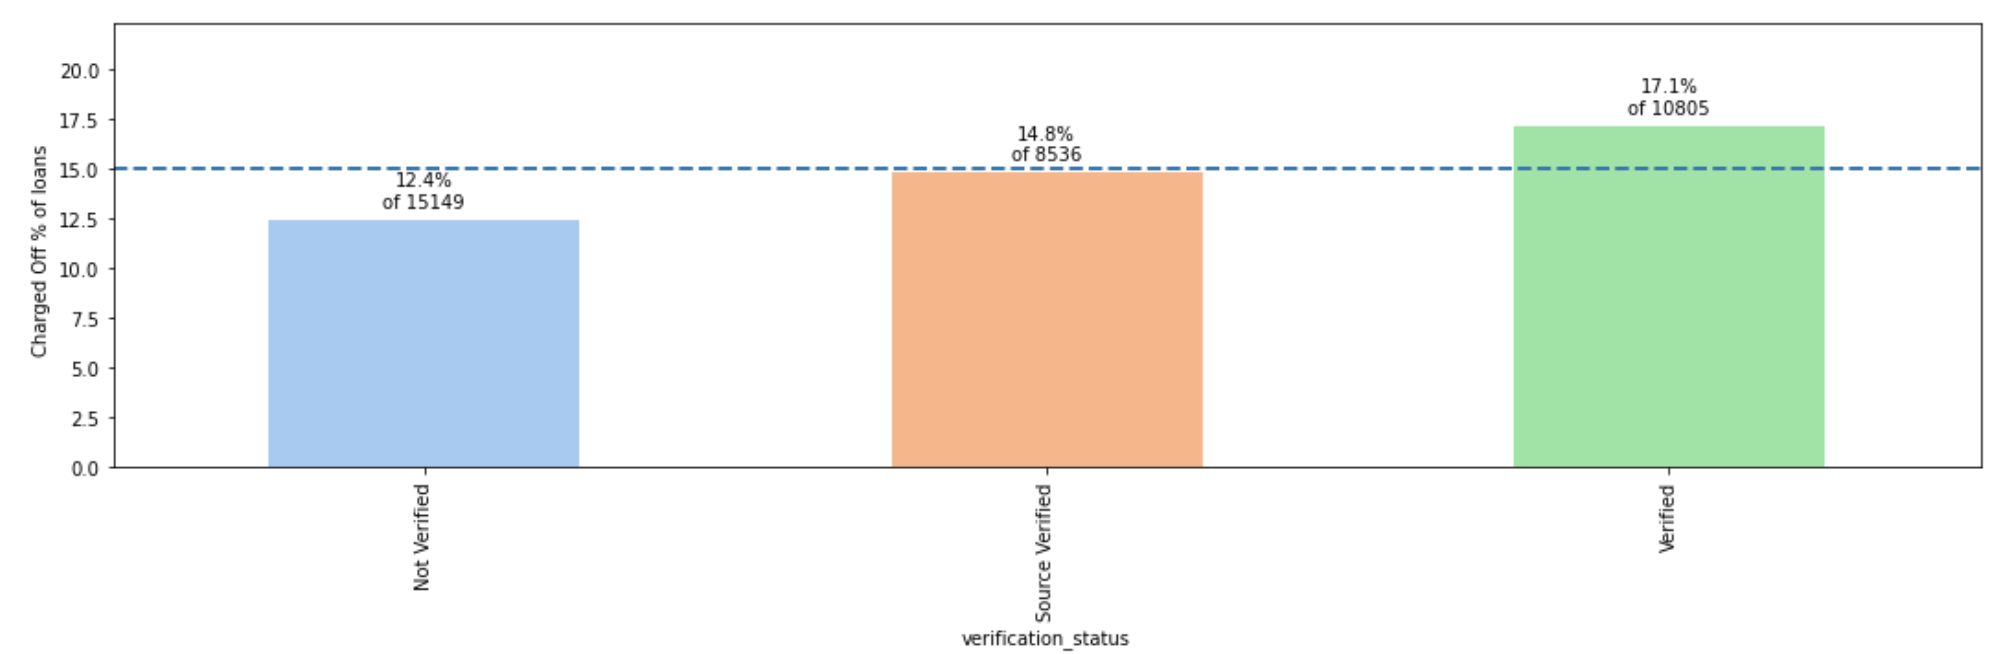 Charged Off % of loans
20.0
17.5
15.0
12.5
10.0
7.5
5.0
2.5
0.0
12.4%
of 15149
14.8%
of 8536
17.1%
of 10805
Not Verified
Source Verified
Verified
verification_status